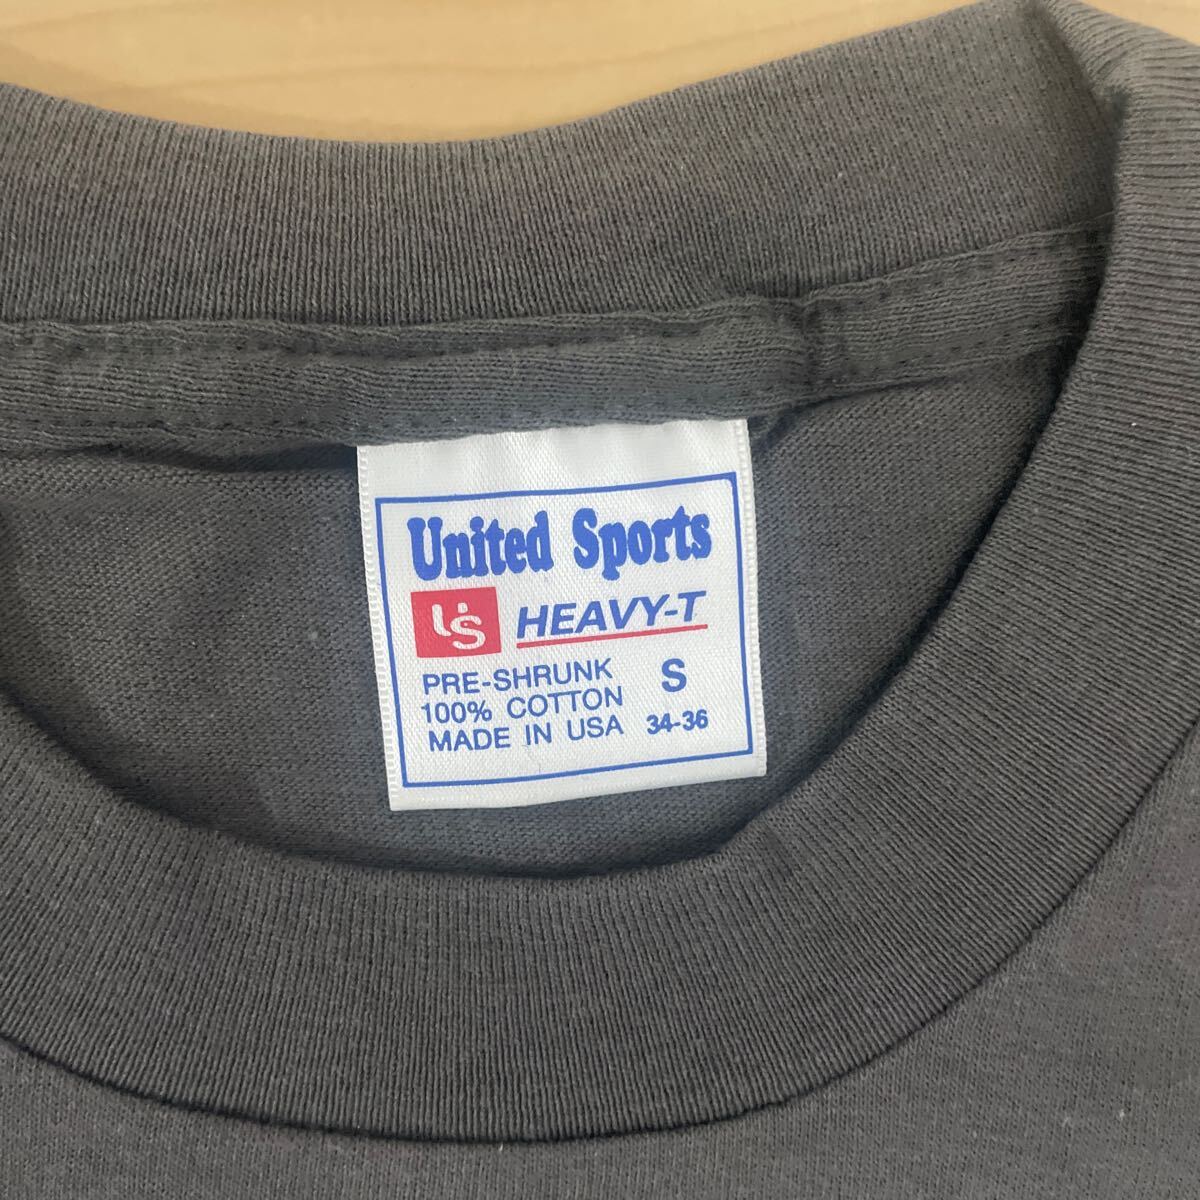 United Sports
US HEAVY-T
PRE-SHRUNK S
100% COTTON
MADE IN USA 34-36